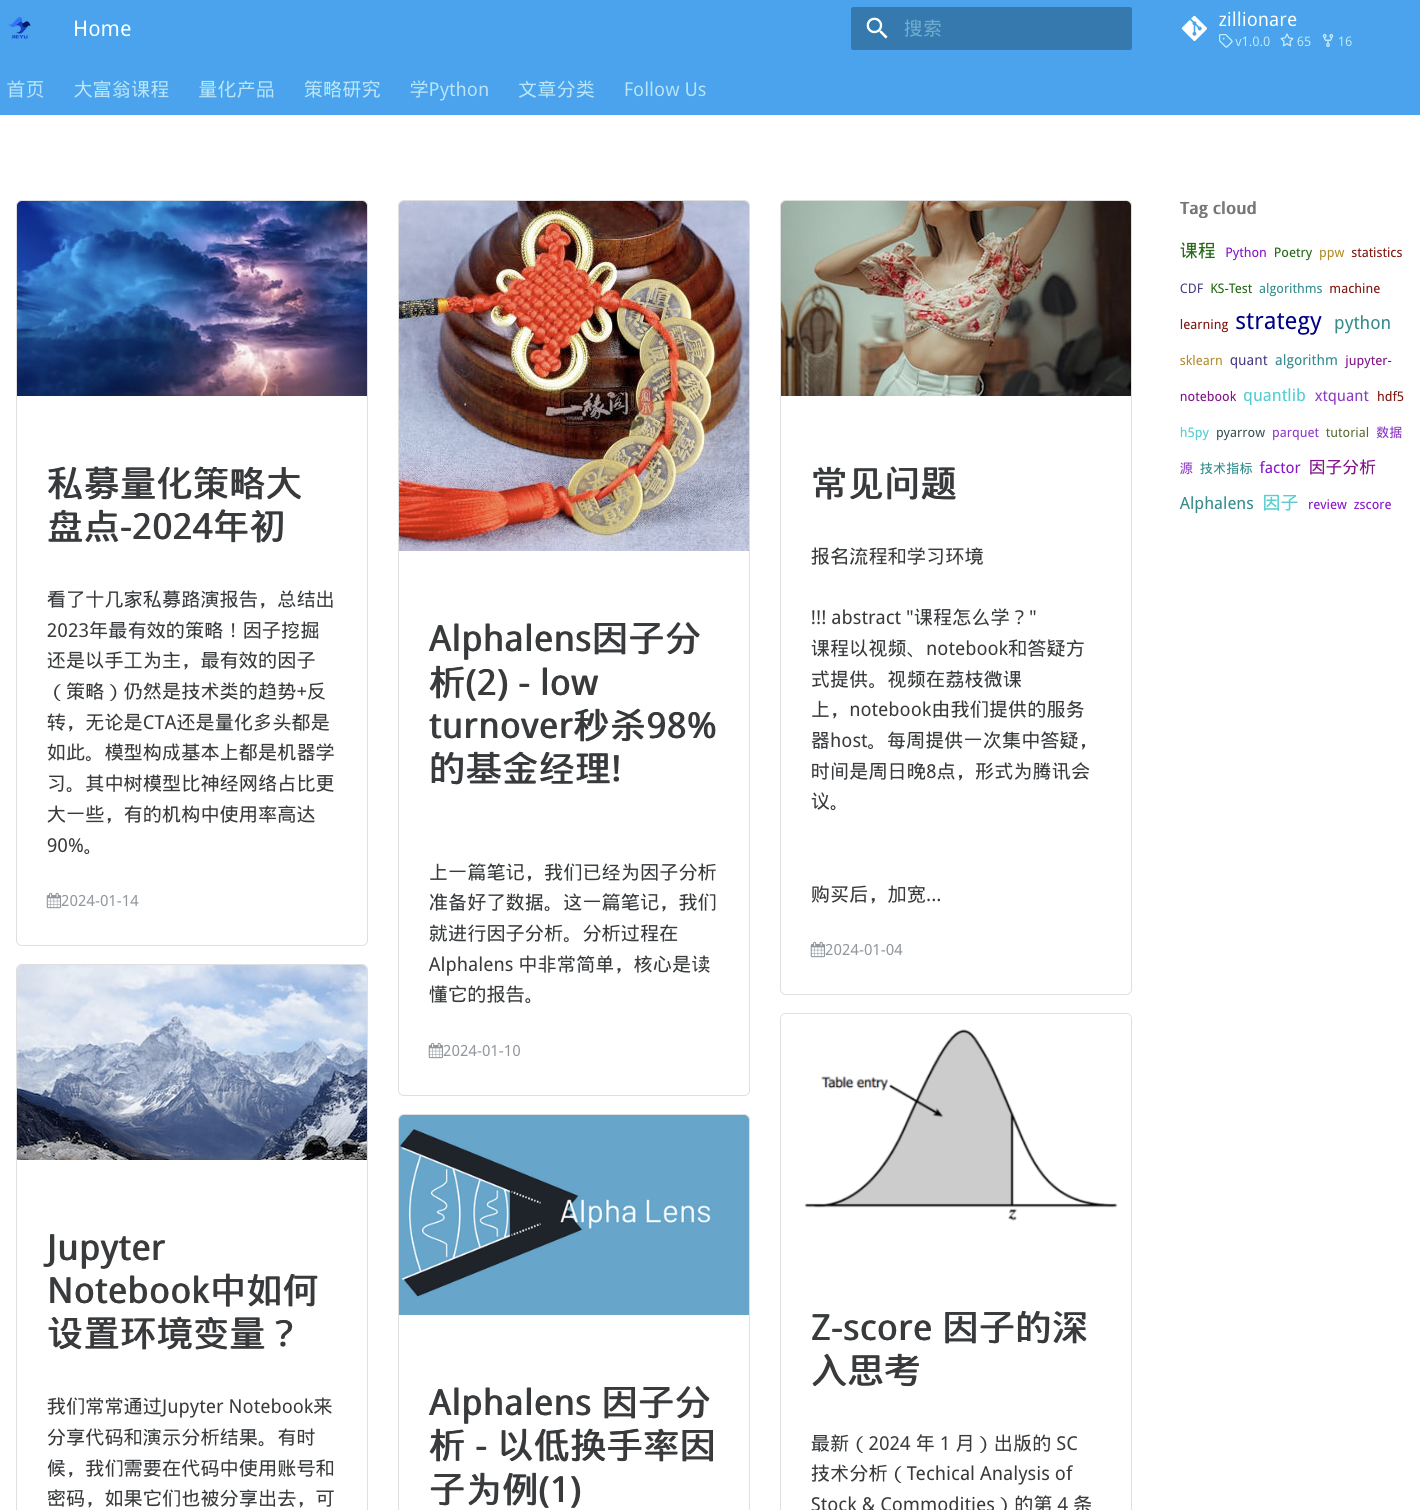 Home
搜索
zillionare
v1.0.0 65 16
首页 大富翁课程 量化产品 策略研究 学Python 文章分类 Follow Us
私募量化策略大
盘点-2024年初
看了十几家私募路演报告，总结出
2023年最有效的策略！因子挖掘
还是以手工为主，最有效的因子
（策略）仍然是技术类的趋势+反
转，无论是CTA还是量化多头都是
如此。模型构成基本上都是机器学
习。其中树模型比神经网络占比更
大一些，有的机构中使用率高达
90%。
2024-01-14
Jupyter
Notebook中如何
设置环境变量？
我们常常通过Jupyter Notebook来
分享代码和演示分析结果。有时
候，我们需要在代码中使用账号和
密码，如果它们也被分享出去，可
一缘阁
Alphalens因子分
析(2) - low
turnover秒杀98%
的基金经理!
上一篇笔记，我们已经为因子分析
准备好了数据。这一篇笔记，我们
就进行因子分析。分析过程在
Alphalens 中非常简单，核心是读
懂它的报告。
2024-01-10
Alpha Lens
Alphalens 因子分
析 - 以低换手率因
子为例(1)
常见问题
报名流程和学习环境
!!! abstract "课程怎么学？"
课程以视频、notebook和答疑方
式提供。视频在荔枝微课
上，notebook由我们提供的服务
器host。每周提供一次集中答疑，
时间是周日晚8点，形式为腾讯会
议。
购买后，加宽...
2024-01-04
Table entry
z
Z-score 因子的深
入思考
最新（2024 年 1 月）出版的 SC
技术分析（Techical Analysis of
Stock & Commodities）的第 4 条
Tag cloud
课程 Python Poetry ppw statistics
CDF KS-Test algorithms machine
learning strategy python
sklearn quant algorithm jupyter-
notebook quantlib xtquant hdf5
h5py pyarrow parquet tutorial 数据
源 技术指标 factor 因子分析
Alphalens 因子 review zscore